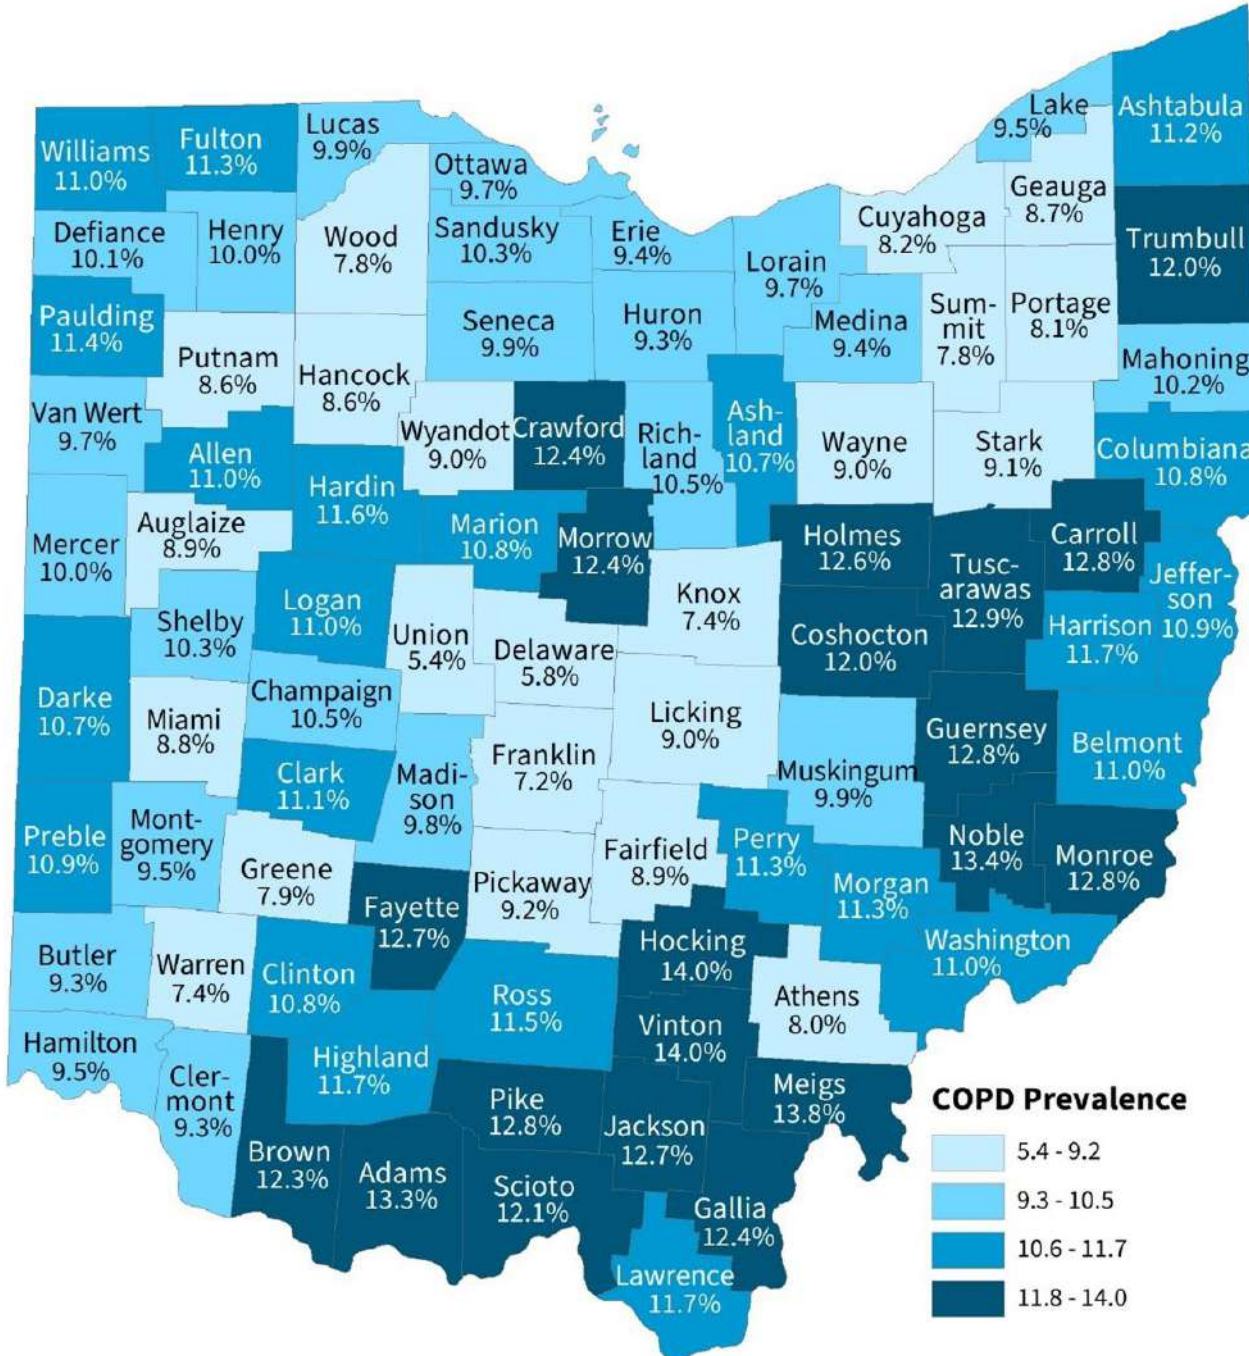 Lake
9.5%
Ashtabula
11.2%
Lucas
9.9%
Fulton
11.3%
Williams
11.0%
Ottawa
9.7%
Geauga
8.7%
Cuyahoga
8.2%
Trumbull
12.0%
Defiance
10.1%
Henry
10.0%
Wood
7.8%
Sandusky
10.3%
Erie
9.4%
Lorain
9.7%
Paulding
11.4%
Seneca
9.9%
Huron
9.3%
Medina
9.4%
Sum-
mit
7.8%
Portage
8.1%
Mahoning
10.2%
Putnam
8.6%
Hancock
8.6%
Van Wert
9.7%
Allen
11.0%
Wyandot
9.0%
Crawford
12.4%
Rich-
land
10.5%
Ash-
land
10.7%
Wayne
9.0%
Stark
9.1%
Columbiana
10.8%
Hardin
11.6%
Mercer
10.0%
Auglaize
8.9%
Marion
10.8%
Morrow
12.4%
Holmes
12.6%
Tusc-
arawas
12.9%
Carroll
12.8%
Jeffer-
son
10.9%
Shelby
10.3%
Logan
11.0%
Union
5.4%
Delaware
5.8%
Knox
7.4%
Coshocton
12.0%
Harrison
11.7%
Darke
10.7%
Miami
8.8%
Champaign
10.5%
Licking
9.0%
Guernsey
12.8%
Belmont
11.0%
Clark
11.1%
Madi-
son
9.8%
Franklin
7.2%
Muskingum
9.9%
Preble
10.9%
Mont-
gomery
9.5%
Greene
7.9%
Fairfield
8.9%
Perry
11.3%
Noble
13.4%
Monroe
12.8%
Pickaway
9.2%
Morgan
11.3%
Fayette
12.7%
Washington
11.0%
Butler
9.3%
Warren
7.4%
Clinton
10.8%
Hocking
14.0%
Ross
11.5%
Athens
8.0%
Hamilton
9.5%
Cler-
mont
9.3%
Highland
11.7%
Vinton
14.0%
Meigs
13.8%
Pike
12.8%
Jackson
12.7%
Brown
12.3%
Adams
13.3%
Scioto
12.1%
Gallia
12.4%
Lawrence
11.7%
COPD Prevalence
5.4 - 9.2
9.3 - 10.5
10.6 - 11.7
11.8 - 14.0